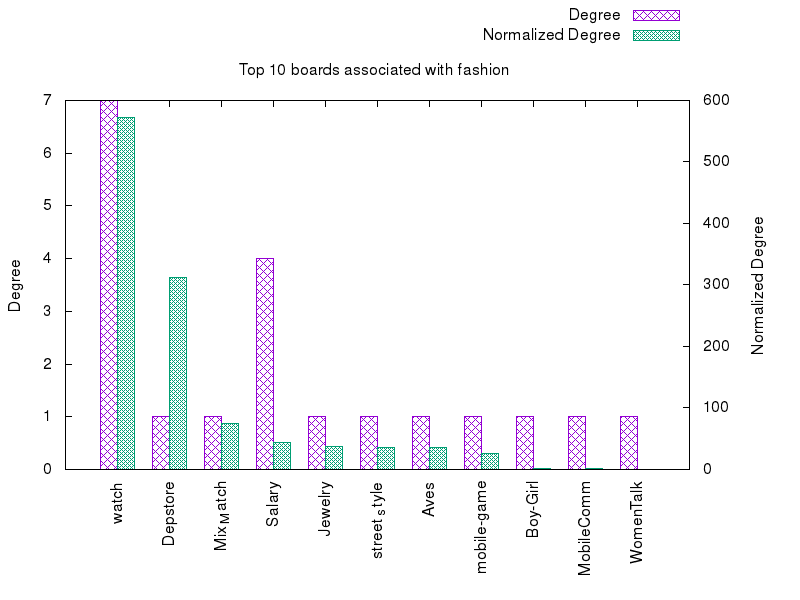 Degree
Normalized Degree
Top 10 boards associated with fashion
7
6
5
4
3
2
1
0
600
500
400
300
200
100
0
Degree
Normalized Degree
watch
Depstore
MixMatch
Salary
Jewelry
streetstyle
Aves
mobile-game
Boy-Girl
MobileComm
WomenTalk